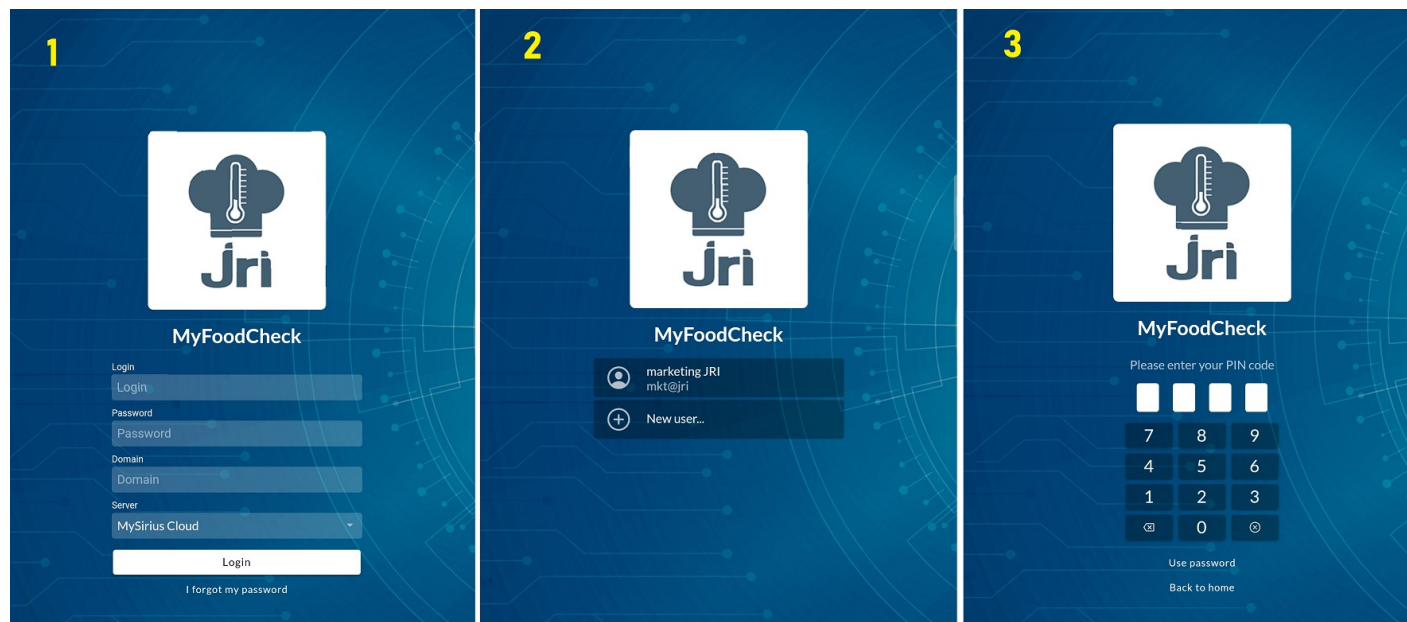 1
Jri
MyFoodCheck
Login
Login
Password
Password
Domain
Domain
Server
MySirius Cloud
Login
I forgot my password
2
Jri
MyFoodCheck
marketing JRI
mkt@jri
New user...
3
Jri
MyFoodCheck
Please enter your PIN code
7 8 9
4 5 6
1 2 3
0
Use password
Back to home